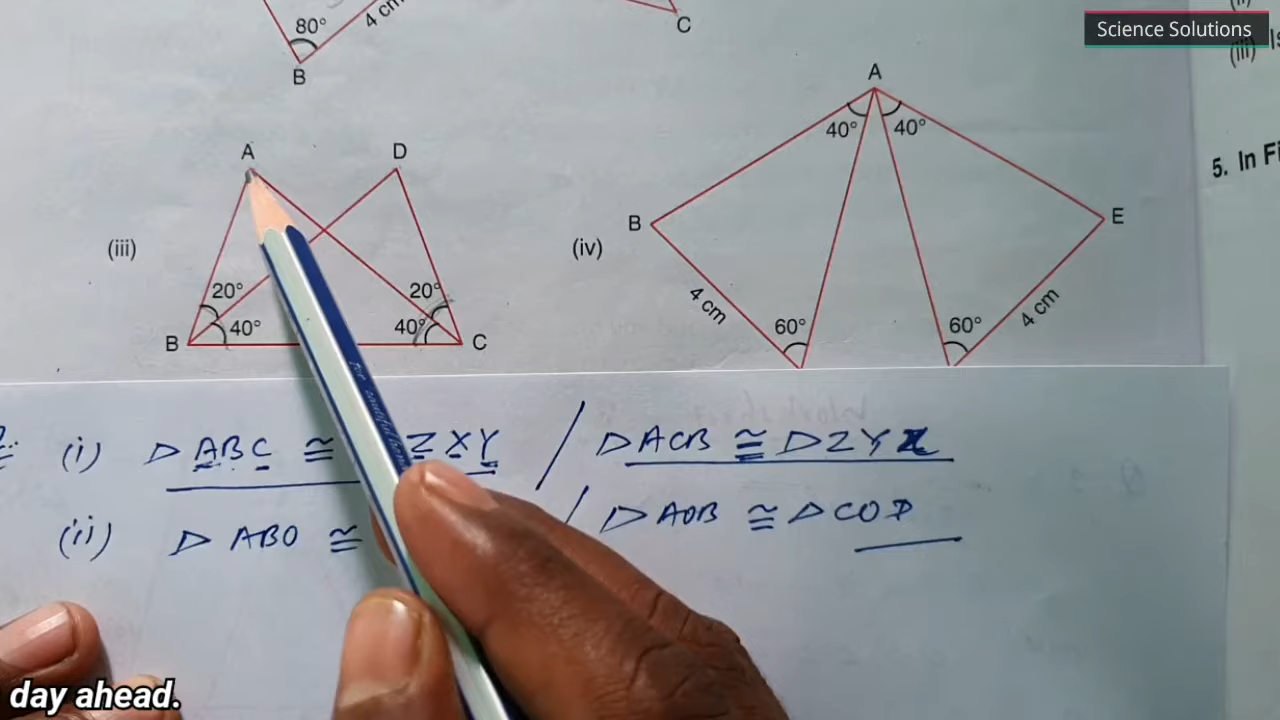 Science Solutions
80°
4 cm
B
C
(iii)
A
D
20°
40°
20°
40°
B
C
(iv)
A
40°
40°
B
E
4 cm
60°
60°
4 cm
5. In Fi
(i) △ ABC ≅ ZXY / △ACB ≅ △ZYX
(ii) △ ABO ≅ / △ AOB ≅ △COD
day ahead.